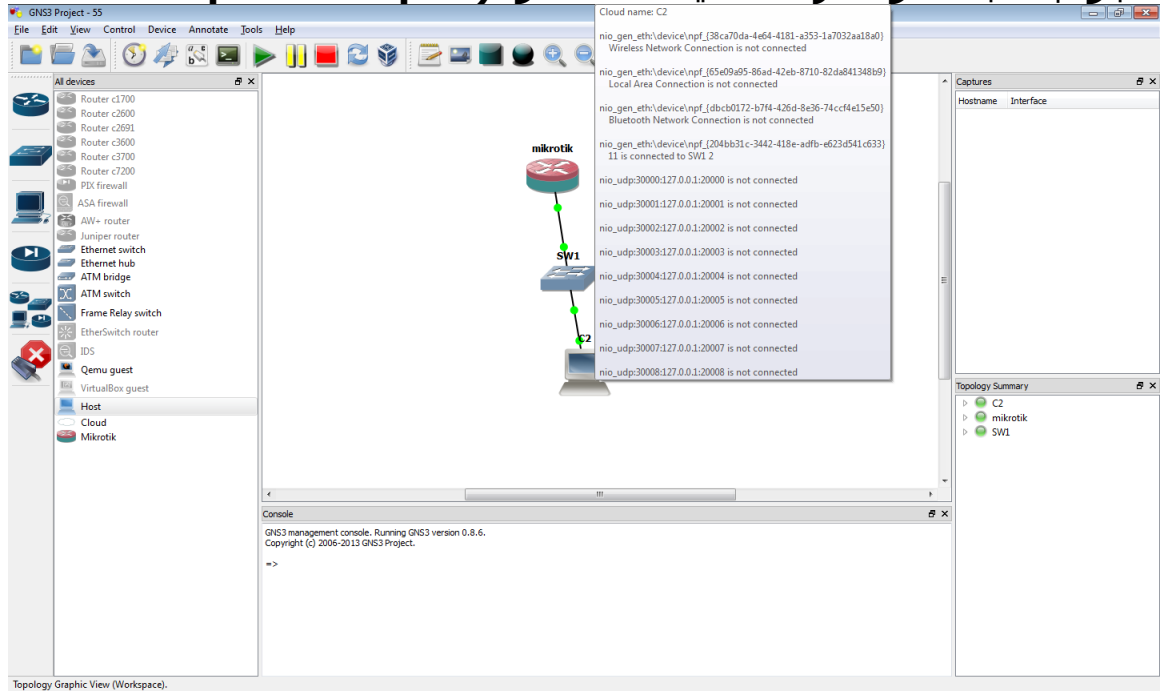 GNS3 Project - 55
File Edit View Control Device Annotate Tools Help
All devices
Router c1700
Router c2600
Router c2691
Router c3600
Router c3700
Router c7200
PIX firewall
ASA firewall
AW+ router
Juniper router
Ethernet switch
Ethernet hub
ATM bridge
ATM switch
Frame Relay switch
EtherSwitch router
IDS
Qemu guest
VirtualBox guest
Host
Cloud
Mikrotik
mikrotik
SW1
C2
Cloud name: C2
nio_gen_eth:\device\npf_{38ca70da-4e64-4181-a353-1a7032aa18a0}
Wireless Network Connection is not connected
nio_gen_eth:\device\npf_{65e09a95-86ad-42eb-8710-82da841348b9}
Local Area Connection is not connected
nio_gen_eth:\device\npf_{dbcb0172-b7f4-426d-8e36-74ccf4e15e50}
Bluetooth Network Connection is not connected
nio_gen_eth:\device\npf_{204bb31c-3442-418e-adfb-e623d541c633}
11 is connected to SW1 2
nio_udp:30000:127.0.0.1:20000 is not connected
nio_udp:30001:127.0.0.1:20001 is not connected
nio_udp:30002:127.0.0.1:20002 is not connected
nio_udp:30003:127.0.0.1:20003 is not connected
nio_udp:30004:127.0.0.1:20004 is not connected
nio_udp:30005:127.0.0.1:20005 is not connected
nio_udp:30006:127.0.0.1:20006 is not connected
nio_udp:30007:127.0.0.1:20007 is not connected
nio_udp:30008:127.0.0.1:20008 is not connected
Captures
Hostname Interface
Topology Summary
C2
mikrotik
SW1
Console
GNS3 management console. Running GNS3 version 0.8.6.
Copyright (c) 2006-2013 GNS3 Project.
=>
Topology Graphic View (Workspace).